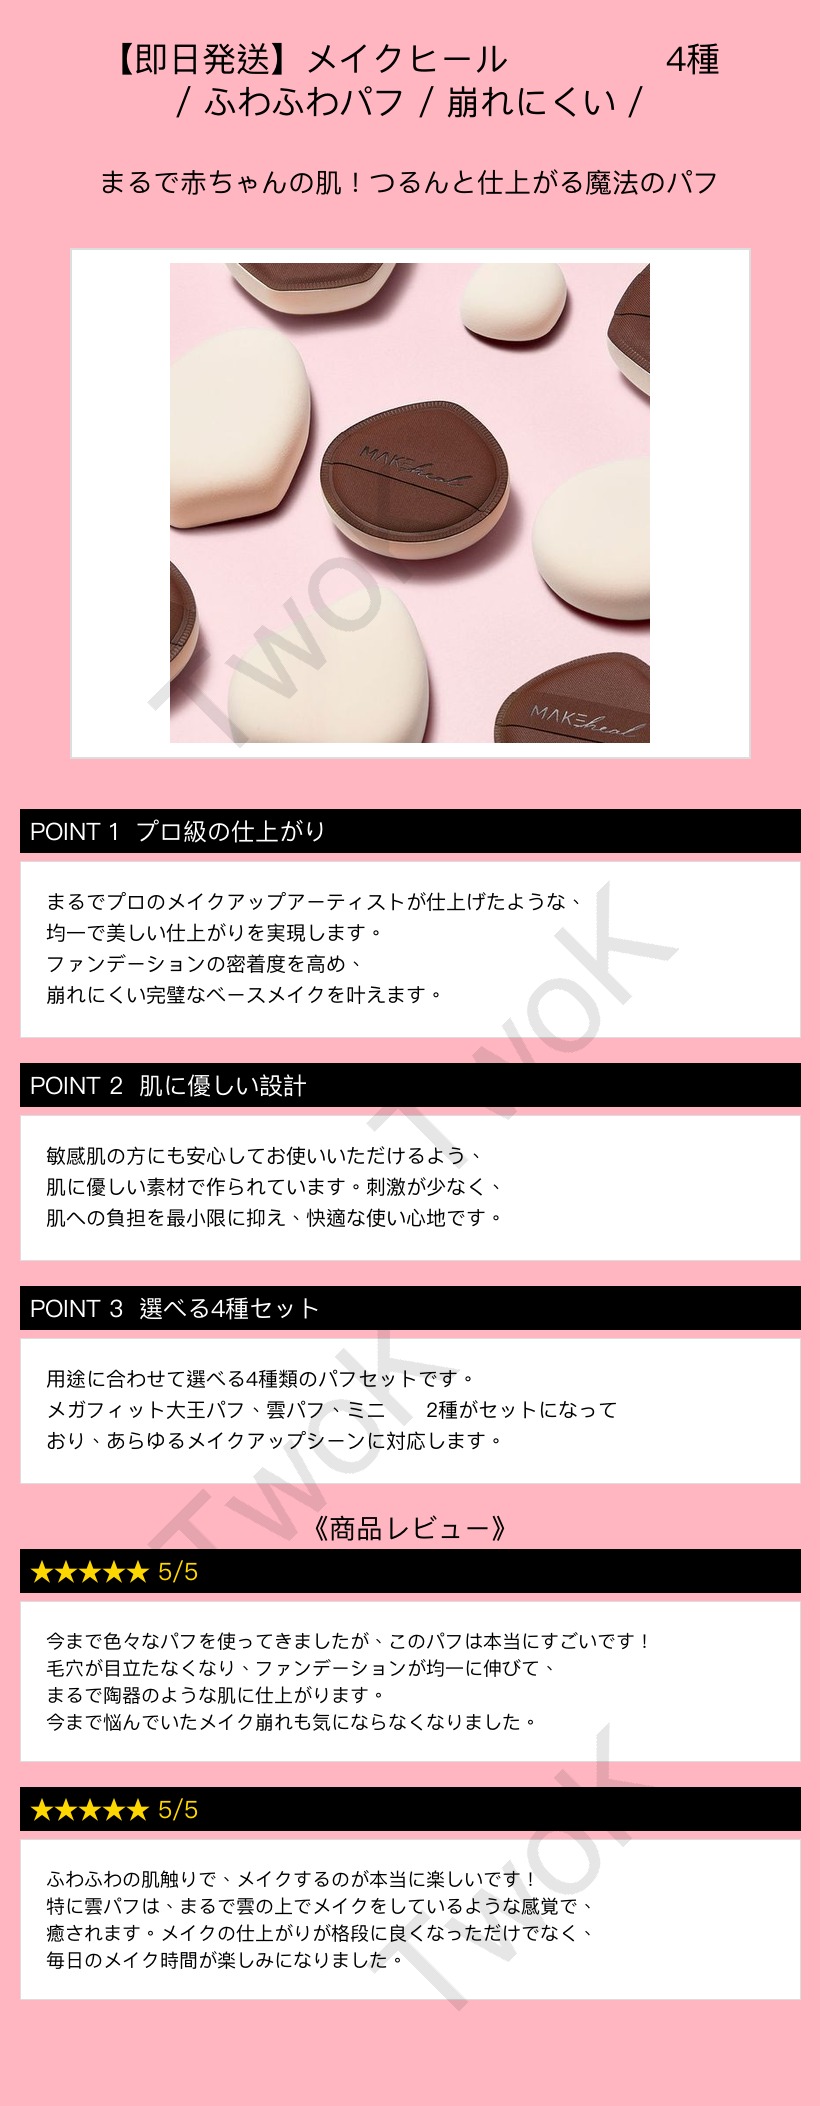 【即日発送】メイクヒール 4種
/ ふわふわパフ / 崩れにくい /
まるで赤ちゃんの肌！つるんと仕上がる魔法のパフ
MAKEheal
MAKEheal
TwoK
POINT 1 プロ級の仕上がり
まるでプロのメイクアップアーティストが仕上げたような、
均一で美しい仕上がりを実現します。
ファンデーションの密着度を高め、
崩れにくい完璧なベースメイクを叶えます。
TwoK
POINT 2 肌に優しい設計
敏感肌の方にも安心してお使いいただけるよう、
肌に優しい素材で作られています。刺激が少なく、
肌への負担を最小限に抑え、快適な使い心地です。
POINT 3 選べる4種セット
用途に合わせて選べる4種類のパフセットです。
メガフィット大王パフ、雲パフ、ミニ 2種がセットになって
おり、あらゆるメイクアップシーンに対応します。
TwoK
《商品レビュー》
★★★★★ 5/5
今まで色々なパフを使ってきましたが、このパフは本当にすごいです！
毛穴が目立たなくなり、ファンデーションが均一に伸びて、
まるで陶器のような肌に仕上がります。
今まで悩んでいたメイク崩れも気にならなくなりました。
★★★★★ 5/5
ふわふわの肌触りで、メイクするのが本当に楽しいです！
特に雲パフは、まるで雲の上でメイクをしているような感覚で、
癒されます。メイクの仕上がりが格段に良くなっただけでなく、
毎日のメイク時間が楽しみになりました。
TwoK